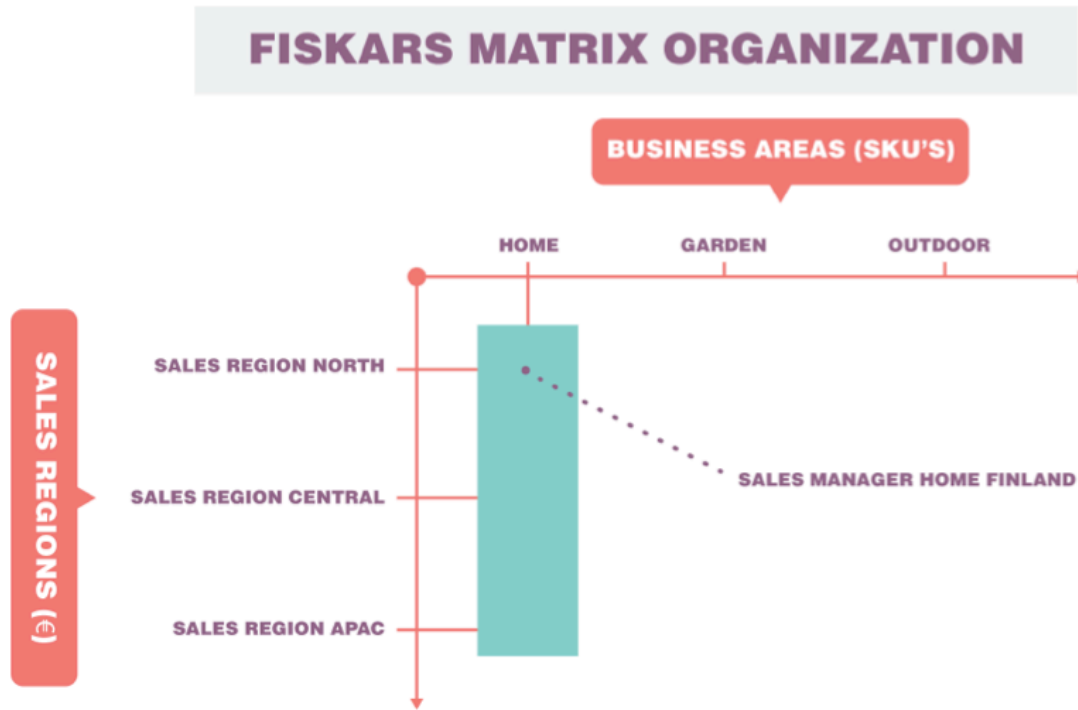 FISKARS MATRIX ORGANIZATION
BUSINESS AREAS (SKU'S)
HOME
GARDEN
OUTDOOR
SALES REGIONS (€)
SALES REGION NORTH
SALES REGION CENTRAL
SALES REGION APAC
SALES MANAGER HOME FINLAND